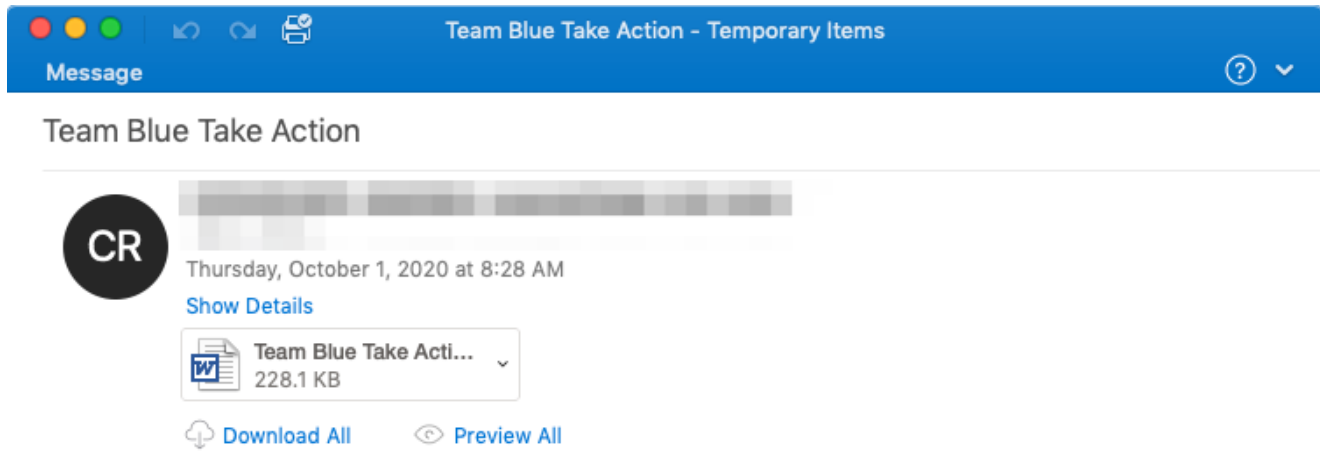 Team Blue Take Action - Temporary Items
Message
?
Team Blue Take Action
CR
Thursday, October 1, 2020 at 8:28 AM
Show Details
W
Team Blue Take Acti...
228.1 KB
Download All
Preview All